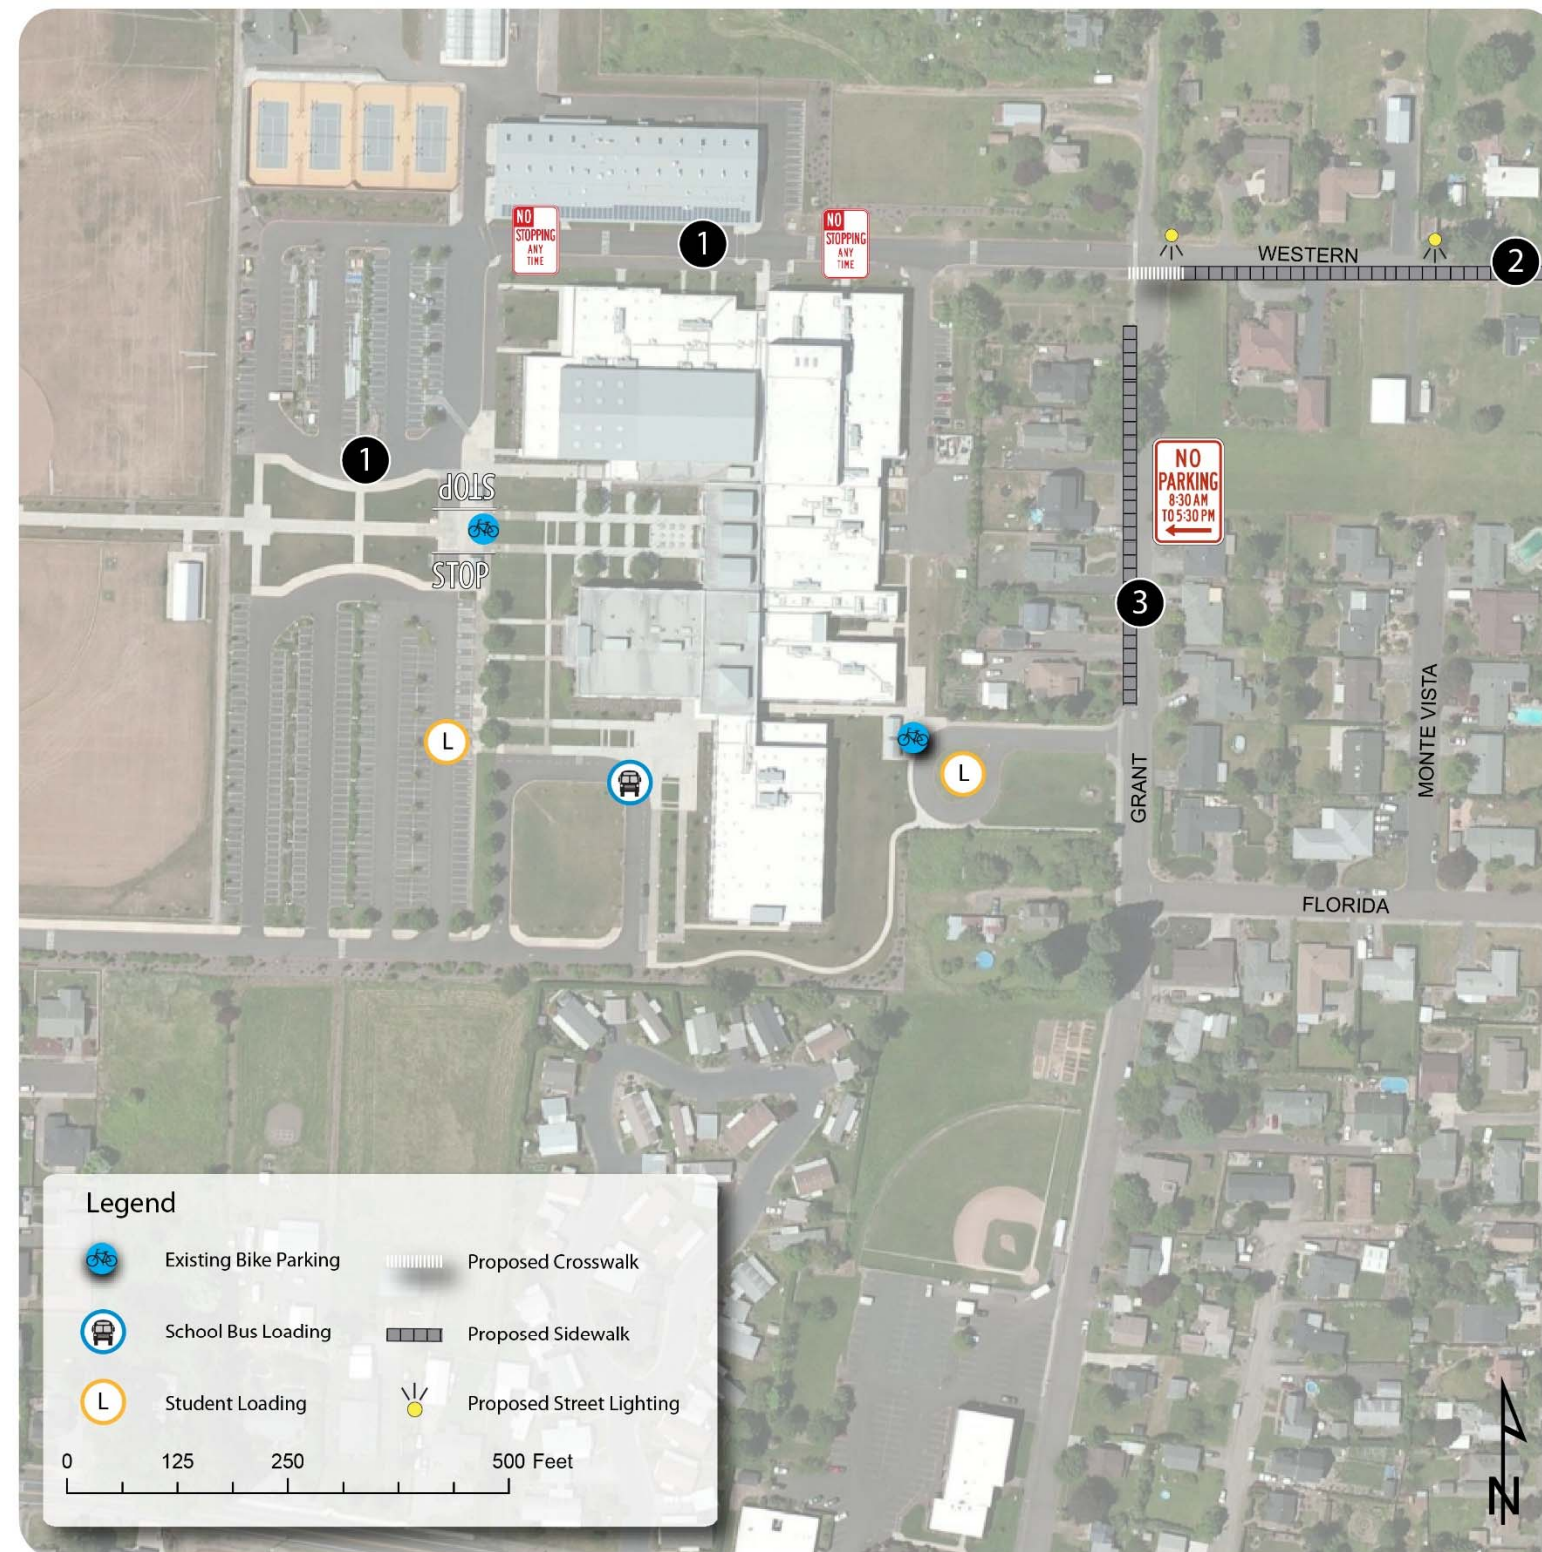 NO
STOPPING
ANY
TIME
1
NO
STOPPING
ANY
TIME
WESTERN
2
1
STOP
STOP
NO
PARKING
8:30 AM
TO 5:30 PM
3
L
L
GRANT
MONTE VISTA
FLORIDA
Legend
Existing Bike Parking
Proposed Crosswalk
School Bus Loading
Proposed Sidewalk
L
Student Loading
Proposed Street Lighting
0 125 250 500 Feet
N